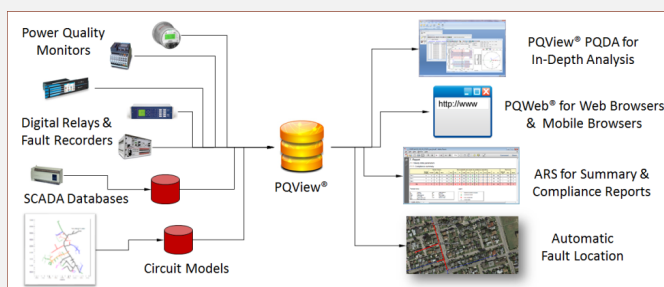 Power Quality
Monitors
Digital Relays &
Fault Recorders
SCADA Databases
Circuit Models
PQView®
PQView® PQDA for
In-Depth Analysis
http://www
PQWeb® for Web Browsers
& Mobile Browsers
ARS for Summary &
Compliance Reports
Automatic
Fault Location